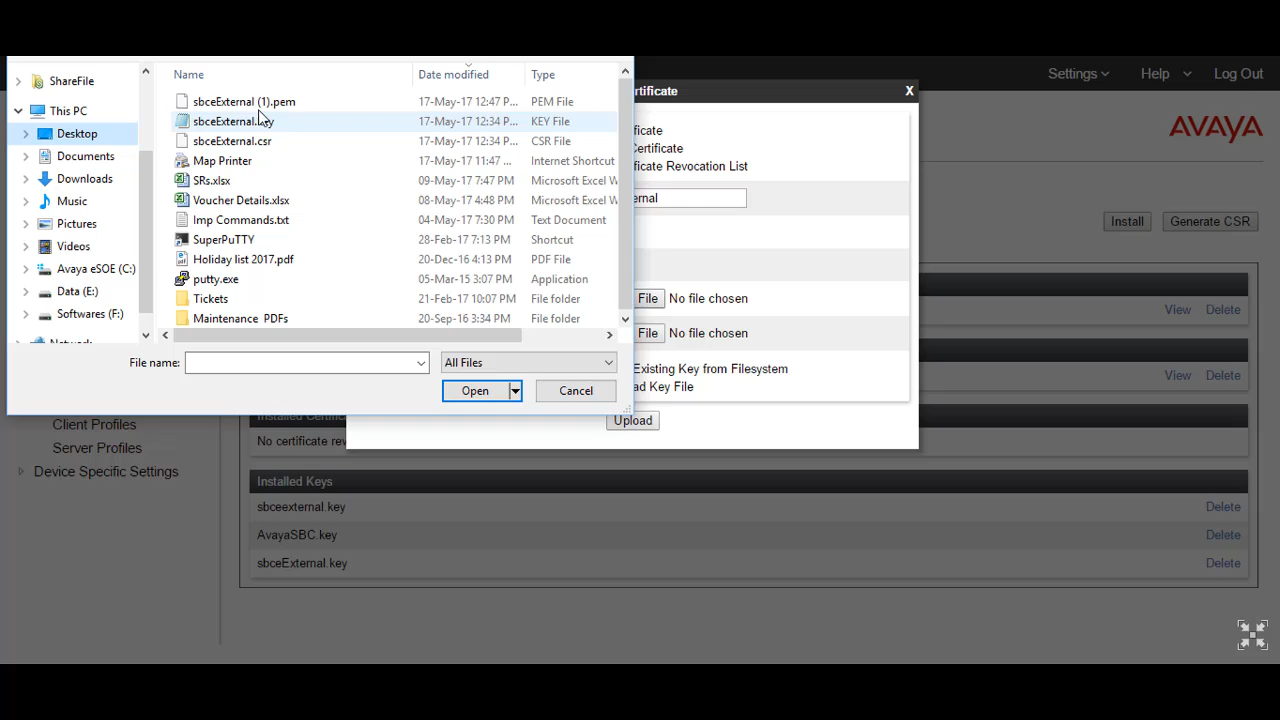 Name Date modified Type
ShareFile
This PC
Desktop
Documents
Downloads
Music
Pictures
Videos
Avaya eSOE (C:)
Data (E:)
Softwares (F:)
sbceExternal (1).pem 17-May-17 12:47 P... PEM File
17-May-17 12:34 P... KEY File
sbceExternal.csr 17-May-17 12:34 P... CSR File
Map Printer 17-May-17 11:47 ... Internet Shortcut
SRs.xlsx 09-May-17 7:47 PM Microsoft Excel W
Voucher Details.xlsx 08-May-17 4:48 PM Microsoft Excel W
Imp Commands.txt 04-May-17 7:30 PM Text Document
SuperPuTTY 28-Feb-17 7:13 PM Shortcut
Holiday list 2017.pdf 20-Dec-16 4:13 PM PDF File
putty.exe 05-Mar-15 3:07 PM Application
Tickets 21-Feb-17 10:07 PM File folder
Maintenance PDFs 20-Sep-16 3:34 PM File folder
File name: All Files
Open Cancel
Settings Help Log Out
AVAYA
Install Generate CSR
rtificate X
ificate
Certificate
ificate Revocation List
ernal
File No file chosen
File No file chosen
Existing Key from Filesystem
ad Key File
Upload
View Delete
View Delete
Client Profiles
Server Profiles
Device Specific Settings
No certificate rev
Installed Keys
sbceexternal.key Delete
AvayaSBC.key Delete
sbceExternal.key Delete